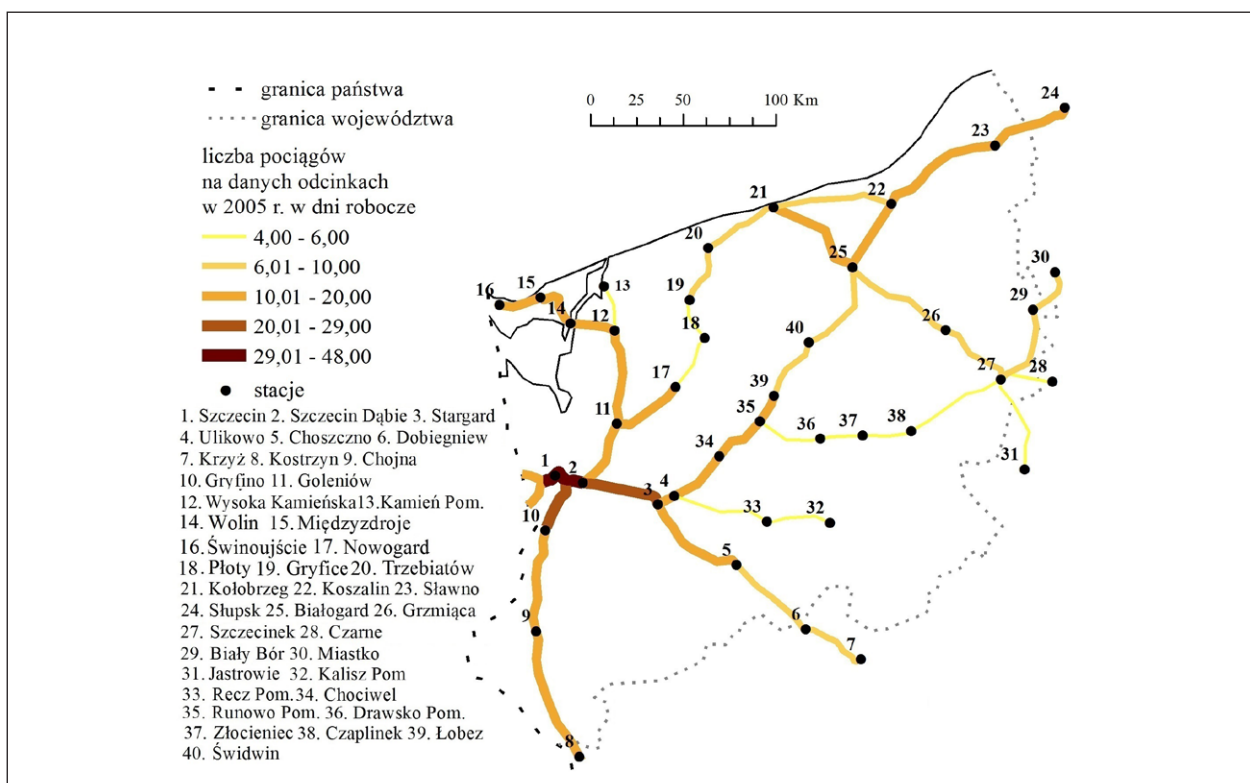 granica państwa
granica województwa
liczba pociągów
na danych odcinkach
w 2005 r. w dni robocze
4,00 - 6,00
6,01 - 10,00
10,01 - 20,00
20,01 - 29,00
29,01 - 48,00
stacje
1. Szczecin 2. Szczecin Dąbie 3. Stargard
4. Ulikowo 5. Choszczno 6. Dobiegniew
7. Krzyż 8. Kostrzyn 9. Chojna
10. Gryfino 11. Goleniów
12. Wysoka Kamieńska 13. Kamień Pom.
14. Wolin 15. Międzyzdroje
16. Świnoujście 17. Nowogard
18. Płoty 19. Gryfice 20. Trzebiatów
21. Kołobrzeg 22. Koszalin 23. Sławno
24. Słupsk 25. Białogard 26. Grzmiąca
27. Szczecinek 28. Czarne
29. Biały Bór 30. Miastko
31. Jastrowie 32. Kalisz Pom
33. Recz Pom. 34. Chociwel
35. Runowo Pom. 36. Drawsko Pom.
37. Złocieniec 38. Czaplinek 39. Łobez
40. Świdwin
0 25 50 100 Km
24
23
21
22
20
25
30
16
15
13
19
29
14
12
18
26
40
17
27
28
39
11
35
36
37
38
34
31
1
2
4
3
33
32
10
5
9
6
7
8